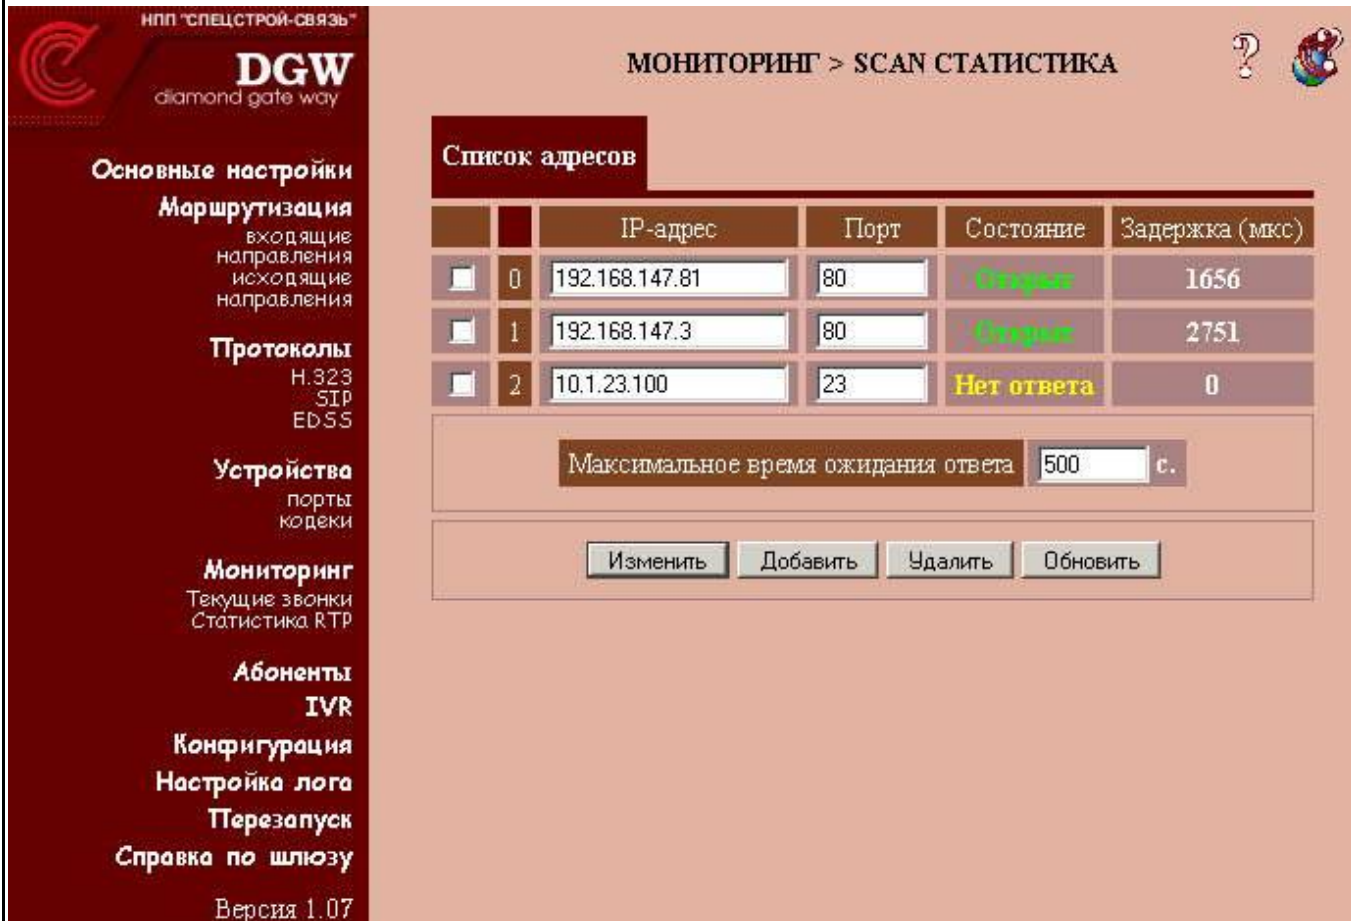 НПП "СПЕЦСТРОЙ-СВЯЗЬ"
DGW
diamond gate way
Основные настройки
Маршрутизация
входящие
направления
исходящие
направления
Протоколы
H.323
SIP
EDSS
Устройства
порты
кодеки
Мониторинг
Текущие звонки
Статистика RTP
Абоненты
IVR
Конфигурация
Настройка лога
Перезапуск
Справка по шлюзу
Версия 1.07
МОНИТОРИНГ > SCAN СТАТИСТИКА
Список адресов
IP-адрес Порт Состояние Задержка (мкс)
0 192.168.147.81 80 Открыт 1656
1 192.168.147.3 80 Открыт 2751
2 10.1.23.100 23 Нет ответа 0
Максимальное время ожидания ответа 500 с.
Изменить Добавить Удалить Обновить